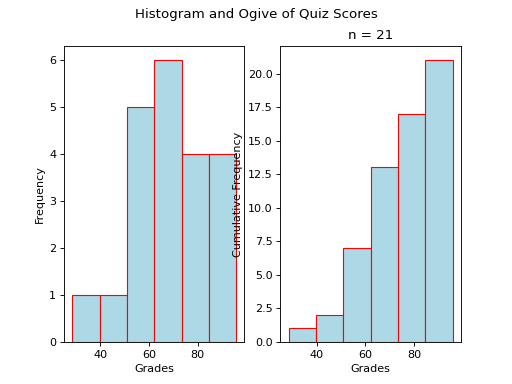 Histogram and Ogive of Quiz Scores
n = 21
6
5
4
3
2
1
0
Frequency
40 60 80
Grades
20.0
17.5
15.0
12.5
10.0
7.5
5.0
2.5
0.0
Cumulative Frequency
40 60 80
Grades